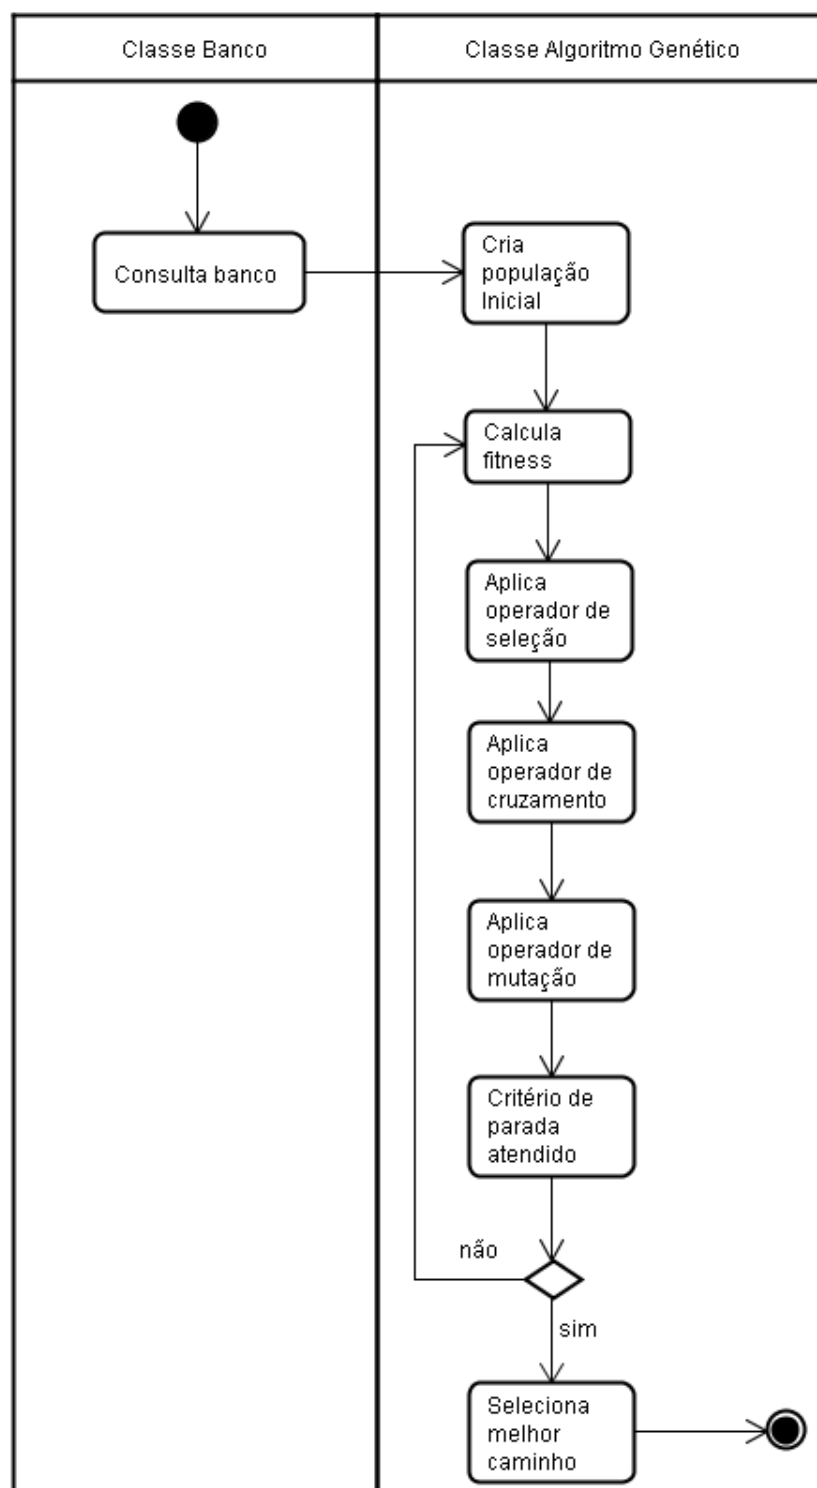 Classe Banco
Classe Algoritmo Genético
Consulta banco
Cria
população
Inicial
Calcula
fitness
Aplica
operador de
seleção
Aplica
operador de
cruzamento
Aplica
operador de
mutação
Critério de
parada
atendido
não
sim
Seleciona
melhor
caminho